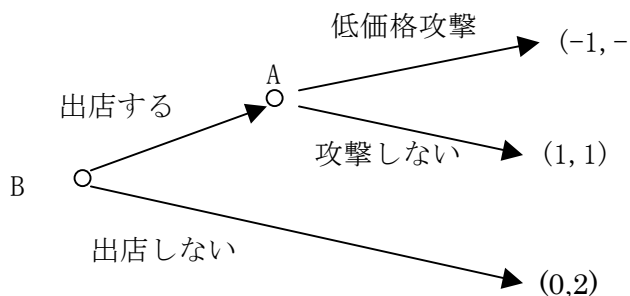 低価格攻撃
(-1, -
A
出店する
攻撃しない
(1, 1)
B
出店しない
(0,2)